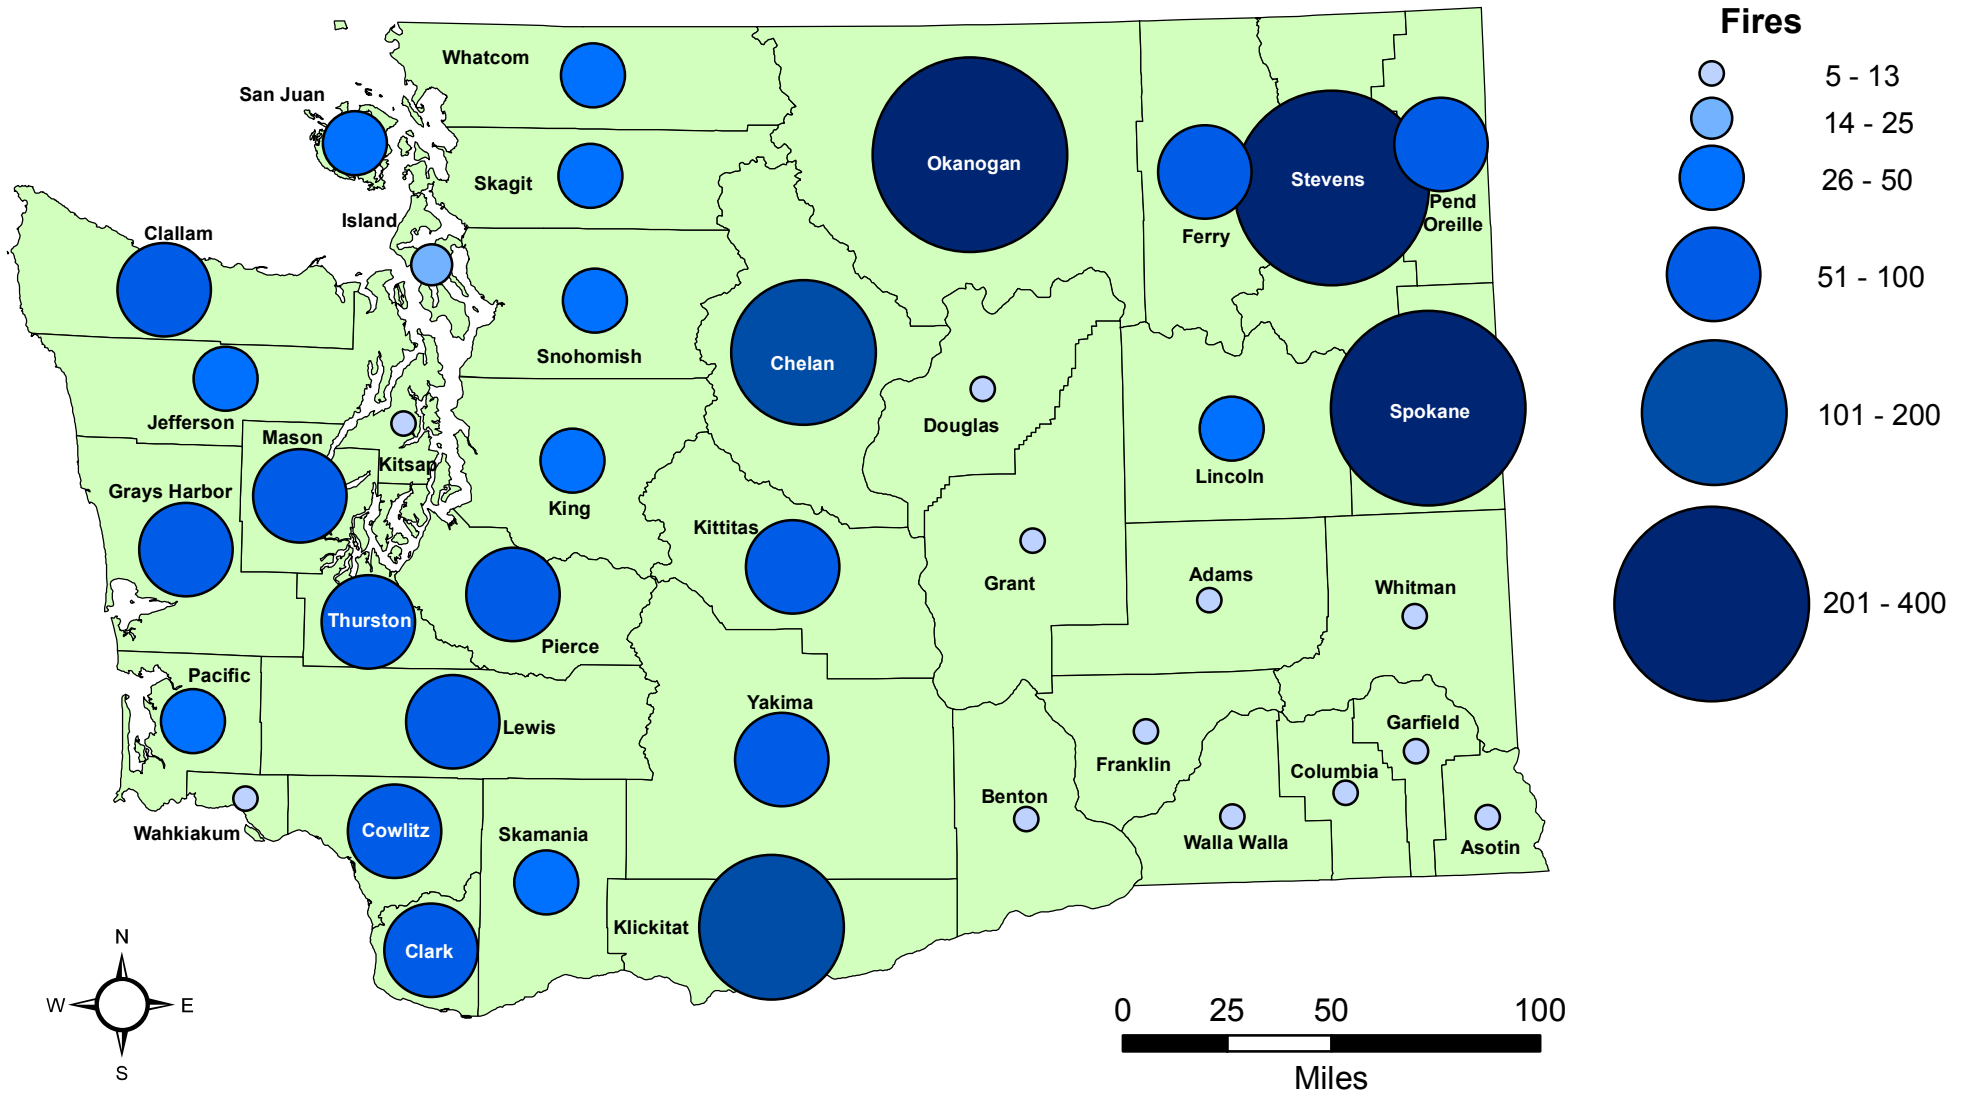 Fires
5 - 13
14 - 25
26 - 50
51 - 100
101 - 200
201 - 400
Whatcom
San Juan
Skagit
Island
Clallam
Okanogan
Stevens
Pend
Oreille
Ferry
Snohomish
Chelan
Jefferson
Mason
Kitsap
Douglas
Spokane
Lincoln
Grays Harbor
King
Kittitas
Grant
Adams
Whitman
Thurston
Pierce
Pacific
Lewis
Yakima
Garfield
Franklin
Columbia
Benton
Wahkiakum
Cowlitz
Skamania
Walla Walla
Asotin
Klickitat
Clark
N
W
E
S
0 25 50 100
Miles